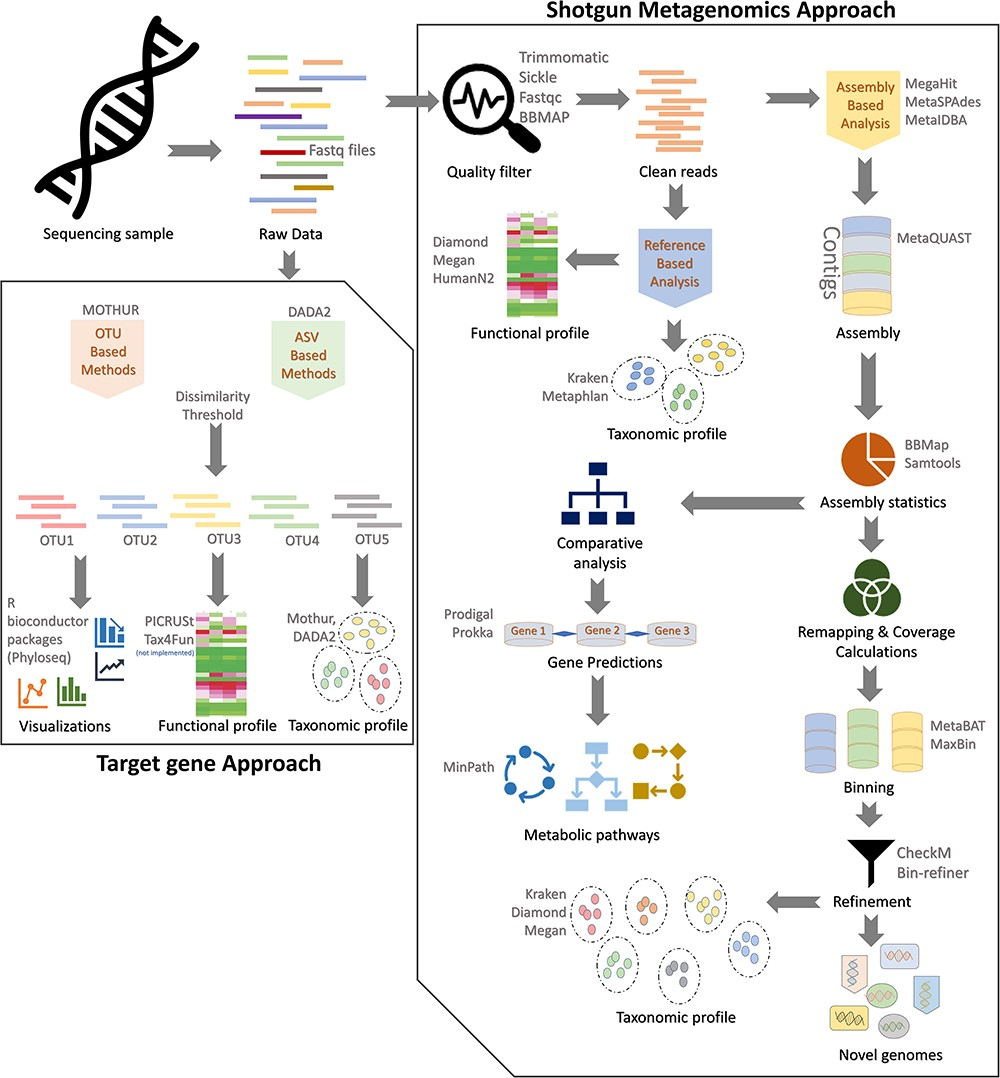 Shotgun Metagenomics Approach
Trimmomatic
Sickle
Fastqc
BBMAP
Quality filter
Clean reads
Assembly
Based
Analysis
MegaHit
MetaSPAdes
MetaIDBA
Fastq files
Sequencing sample
Raw Data
Diamond
Megan
HumanN2
Functional profile
Reference
Based
Analysis
Contigs
MetaQUAST
Assembly
Kraken
Metaphlan
Taxonomic profile
BBMap
Samtools
Assembly statistics
Comparative
analysis
Remapping & Coverage
Calculations
Prodigal
Prokka
Gene 1
Gene 2
Gene 3
Gene Predictions
MetaBAT
MaxBin
Binning
MinPath
Metabolic pathways
CheckM
Bin-refiner
Refinement
Kraken
Diamond
Megan
Taxonomic profile
Novel genomes
MOTHUR
OTU
Based
Methods
DADA2
ASV
Based
Methods
Dissimilarity
Threshold
OTU1
OTU2
OTU3
OTU4
OTU5
R
bioconductor
packages
(Phyloseq)
Visualizations
PICRUSt
Tax4Fun
(not implemented)
Functional profile
Mothur,
DADA2
Taxonomic profile
Target gene Approach